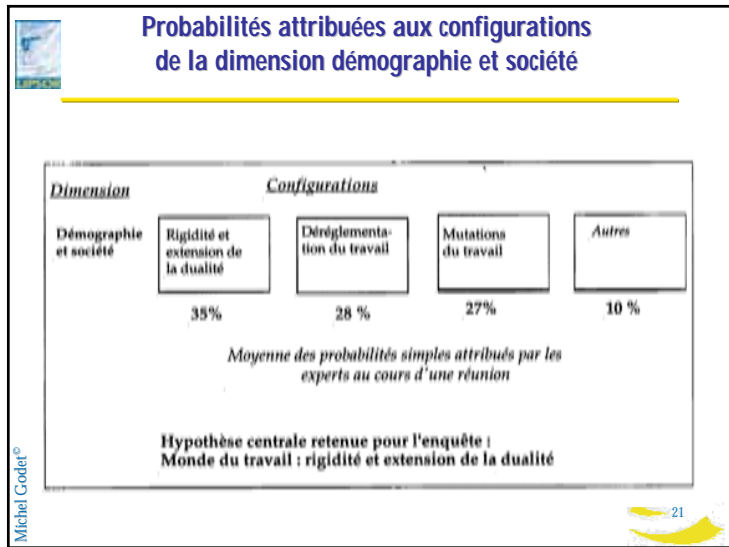 Probabilités attribuées aux configurations
de la dimension démographie et société
LIPSOR
Dimension
Configurations
Démographie
et société
Rigidité et
extension de
la dualité
Déréglementa-
tion du travail
Mutations
du travail
Autres
35%
28 %
27%
10 %
Moyenne des probabilités simples attribués par les
experts au cours d'une réunion
Hypothèse centrale retenue pour l'enquête :
Monde du travail : rigidité et extension de la dualité
Michel Godet©
21